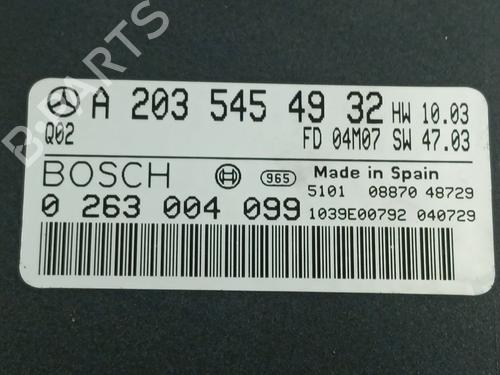 B-PARTS
A 203 545 49 32 HW 10.03
Q02 FD 04M07 SW 47.03
BOSCH 965 Made in Spain
5101 08870 48729
0 263 004 099 1039E00792 040729